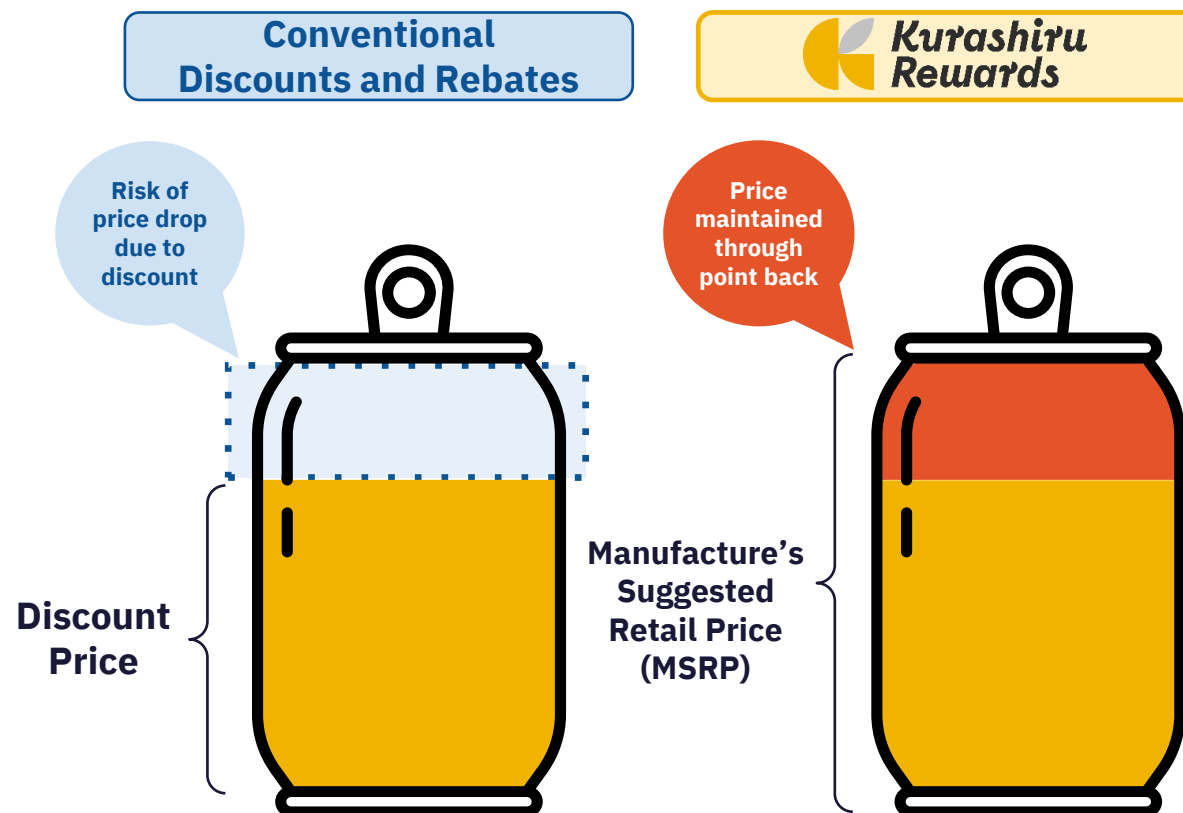 Conventional
Discounts and Rebates
Kurashiru
Rewards
Risk of
price drop
due to
discount
Price
maintained
through
point back
Discount
Price
Manufacture’s
Suggested
Retail Price
(MSRP)